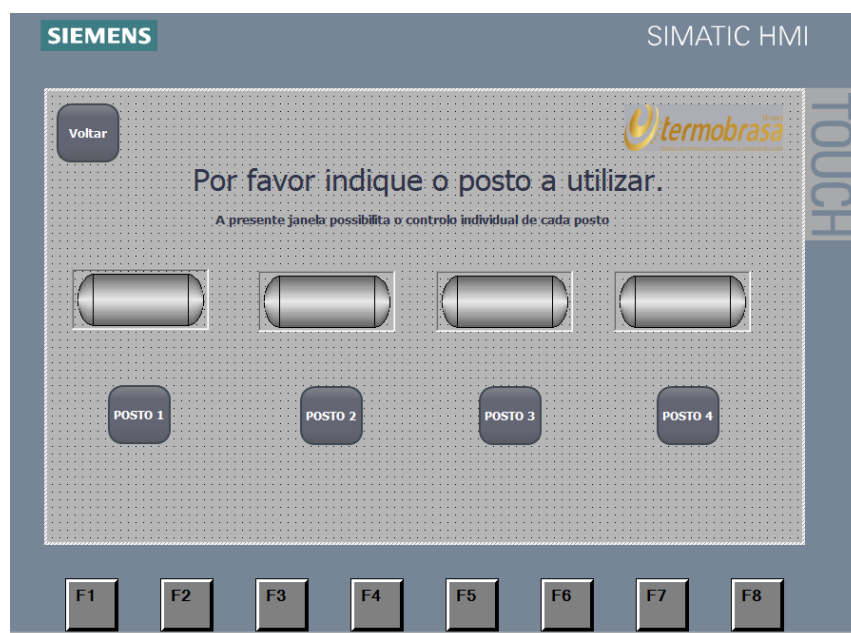 SIEMENS
SIMATIC HMI
TOUCH
Voltar
termobrasa
Por favor indique o posto a utilizar.
A presente janela possibilita o controlo individual de cada posto
POSTO 1
POSTO 2
POSTO 3
POSTO 4
F1
F2
F3
F4
F5
F6
F7
F8